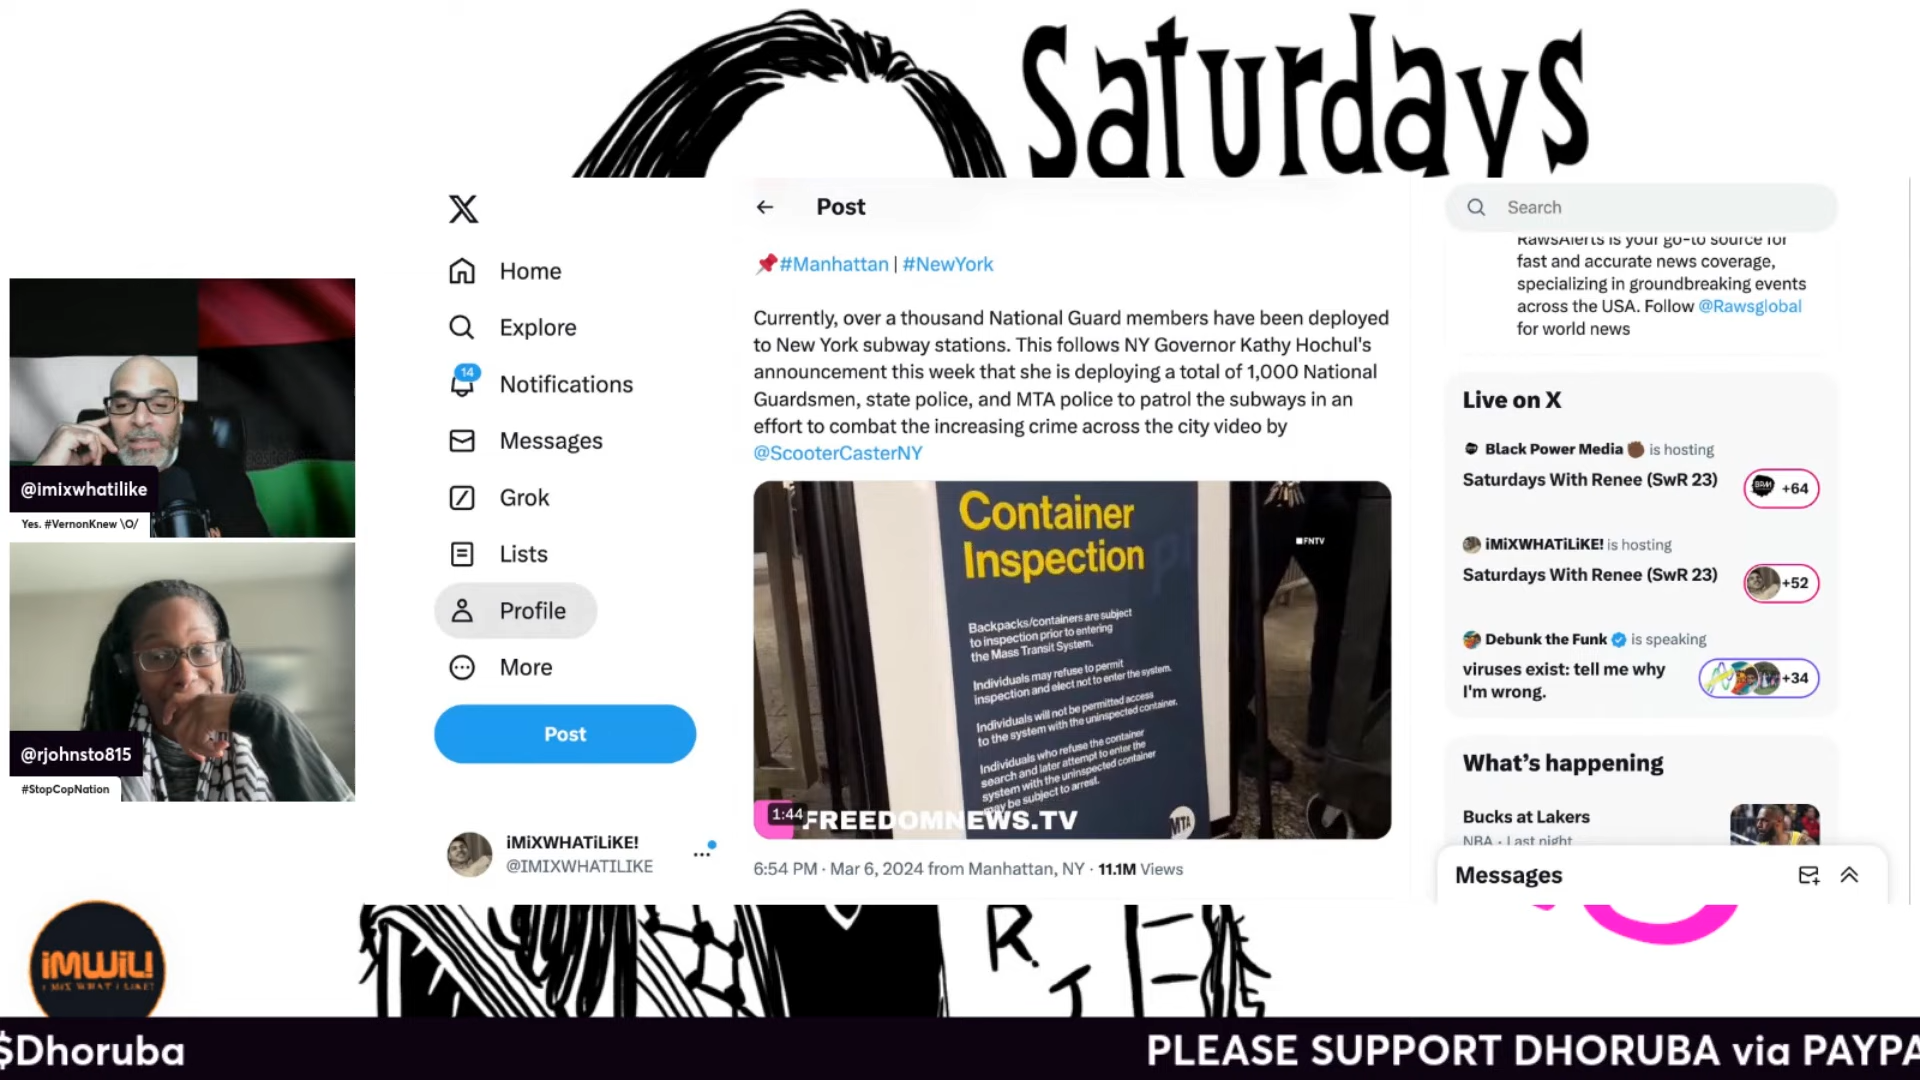 Saturdays
X
Home
Explore
14
Notifications
Messages
Grok
Lists
Profile
More
Post
iMiXWHATiLiKE!
@IMIXWHATILIKE
...
Post
📌#Manhattan | #NewYork
Currently, over a thousand National Guard members have been deployed
to New York subway stations. This follows NY Governor Kathy Hochul's
announcement this week that she is deploying a total of 1,000 National
Guardsmen, state police, and MTA police to patrol the subways in an
effort to combat the increasing crime across the city video by
@ScooterCasterNY
Container
Inspection
Backpacks/containers are subject
to inspection prior to entering
the Mass Transit System.
Individuals may refuse to permit
inspection and elect not to enter the system.
Individuals will not be permitted access
to the system with the uninspected container.
Individuals who refuse the container
search and later attempt to enter the
system with the uninspected container
may be subject to arrest.
MTA
FNTV
1:44
FREEDOMNEWS.TV
6:54 PM · Mar 6, 2024 from Manhattan, NY · 11.1M Views
Search
RawsAlerts is your go-to source for
fast and accurate news coverage,
specializing in groundbreaking events
across the USA. Follow @Rawsglobal
for world news
Live on X
Black Power Media is hosting
Saturdays With Renee (SwR 23)
BPM
+64
iMiXWHATiLiKE! is hosting
Saturdays With Renee (SwR 23)
+52
Debunk the Funk is speaking
viruses exist: tell me why
I'm wrong.
+34
What's happening
Bucks at Lakers
NBA · Last night
Messages
@imixwhatilike
Yes. #VernonKnew \O/
@rjohnsto815
#StopCopNation
iMWiL!
I MIX WHAT I LIKE!
R.
J
$Dhoruba
PLEASE SUPPORT DHORUBA via PAYPA